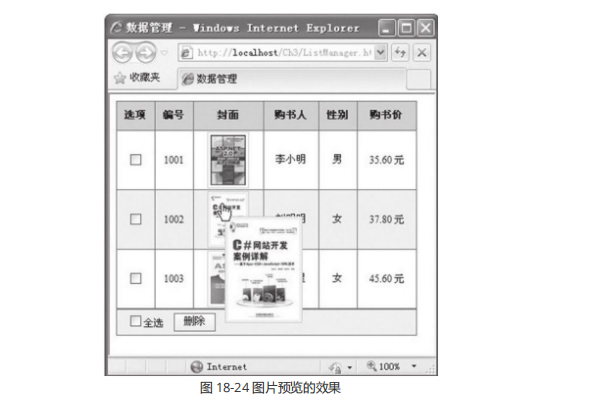 数据管理 - Windows Internet Explorer
http://localhost/Ch3/ListManager.ht
收藏夹 数据管理
选项 编号 封面 购书人 性别 购书价
1001 李小明 男 35.60 元
1002 女 37.80 元
C#网站开发
案例详解
1003 女 45.60 元
全选 删除
Internet 100%
图 18-24 图片预览的效果